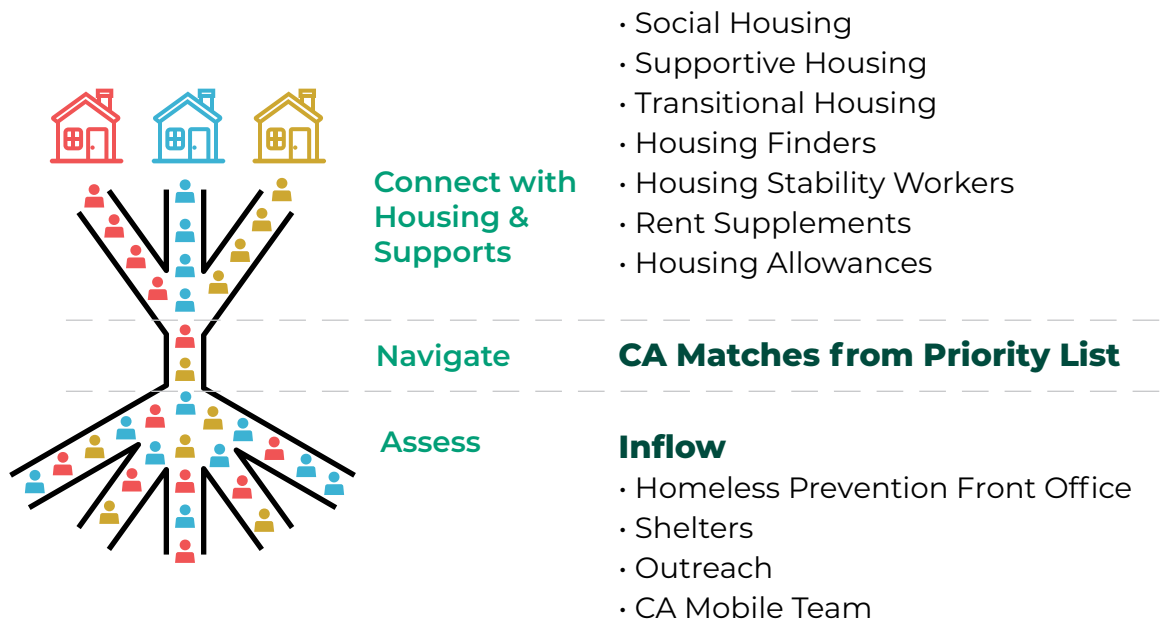 • Social Housing
• Supportive Housing
• Transitional Housing
• Housing Finders
• Housing Stability Workers
• Rent Supplements
• Housing Allowances
Connect with
Housing &
Supports
Navigate
CA Matches from Priority List
Assess
Inflow
• Homeless Prevention Front Office
• Shelters
• Outreach
• CA Mobile Team